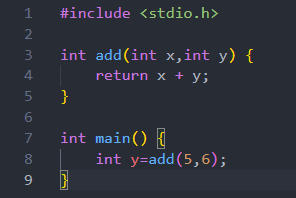 1 #include <stdio.h>
2
3 int add(int x,int y) {
4     return x + y;
5 }
6
7 int main() {
8     int y=add(5,6);
9 }